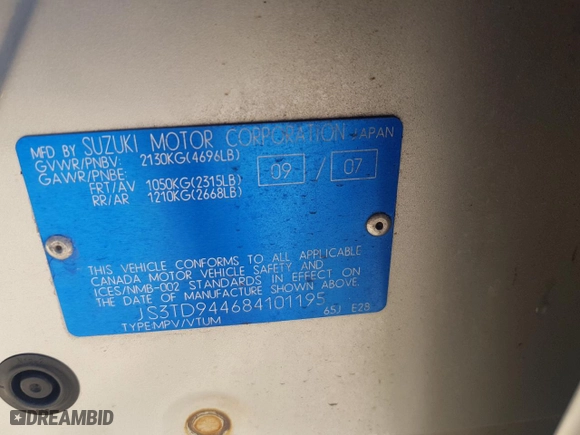 MFD BY SUZUKI MOTOR CORPORATION JAPAN
GVWR/PNBV: 2130KG(4696LB)
GAWR/PNBE: 09 / 07
FRT/AV 1050KG(2315LB)
RR/AR 1210KG(2668LB)
THIS VEHICLE CONFORMS TO ALL APPLICABLE
CANADA MOTOR VEHICLE SAFETY AND
ICES/NMB-002 STANDARDS IN EFFECT ON
THE DATE OF MANUFACTURE SHOWN ABOVE
JS3TD944684101195
TYPE:MPV/VTUM 65J E28
DREAMBID